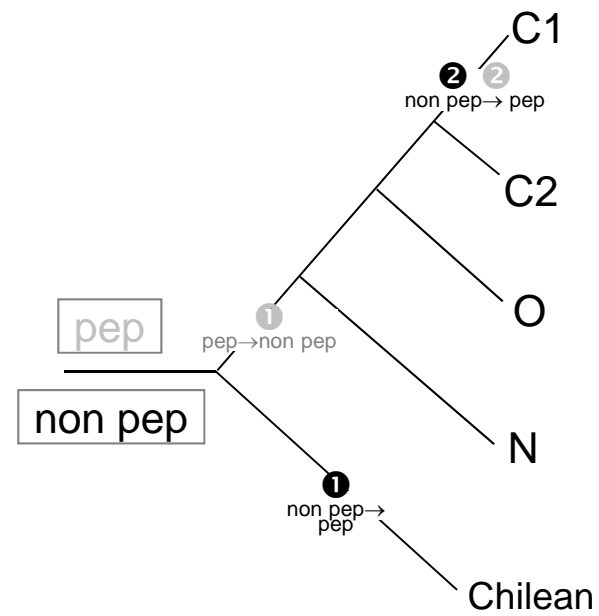 C1
❷ ❷
non pep→ pep
C2
O
❶
pep→non pep
pep
non pep
N
❶
non pep→
pep
Chilean